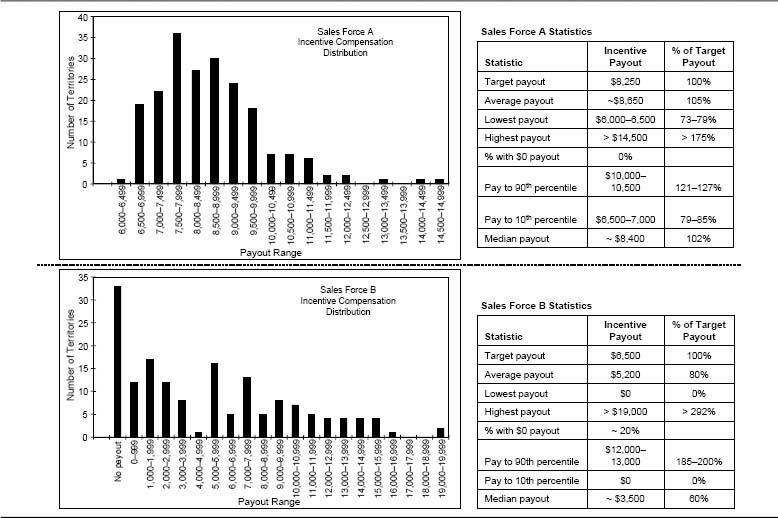 Sales Force A
Incentive Compensation
Distribution
Number of Territories
40
35
30
25
20
15
10
5
0
6,000–6,499
6,500–6,999
7,000–7,499
7,500–7,999
8,000–8,499
8,500–8,999
9,000–9,499
9,500–9,999
10,000–10,499
10,500–10,999
11,000–11,499
11,500–11,999
12,000–12,499
12,500–12,999
13,000–13,499
13,500–13,999
14,000–14,499
14,500–14,999
Payout Range
Sales Force A Statistics
Statistic Incentive Payout % of Target Payout
Target payout $8,250 100%
Average payout ~$8,650 105%
Lowest payout $6,000–6,500 73–79%
Highest payout > $14,500 > 175%
% with $0 payout 0%
Pay to 90th percentile $10,000–10,500 121–127%
Pay to 10th percentile $6,500–7,000 79–85%
Median payout ~ $8,400 102%
Sales Force B
Incentive Compensation
Distribution
Number of Territories
35
30
25
20
15
10
5
0
No payout
0–999
1,000–1,999
2,000–2,999
3,000–3,999
4,000–4,999
5,000–5,999
6,000–6,999
7,000–7,999
8,000–8,999
9,000–9,999
10,000–10,999
11,000–11,999
12,000–12,999
13,000–13,999
14,000–14,999
15,000–15,999
16,000–16,999
17,000–17,999
18,000–18,999
19,000–19,999
Payout Range
Sales Force B Statistics
Statistic Incentive Payout % of Target Payout
Target payout $6,500 100%
Average payout $5,200 80%
Lowest payout $0 0%
Highest payout > $19,000 > 292%
% with $0 payout ~ 20%
Pay to 90th percentile $12,000–13,000 185–200%
Pay to 10th percentile $0 0%
Median payout ~ $3,500 60%